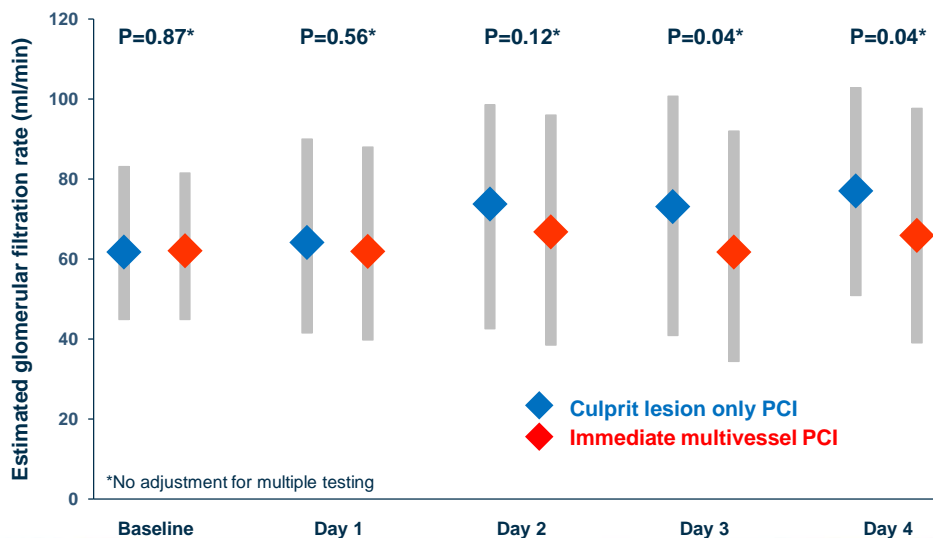 Estimated glomerular filtration rate (ml/min)
120
100
80
60
40
20
0
P=0.87* P=0.56* P=0.12* P=0.04* P=0.04*
Culprit lesion only PCI
Immediate multivessel PCI
*No adjustment for multiple testing
Baseline Day 1 Day 2 Day 3 Day 4